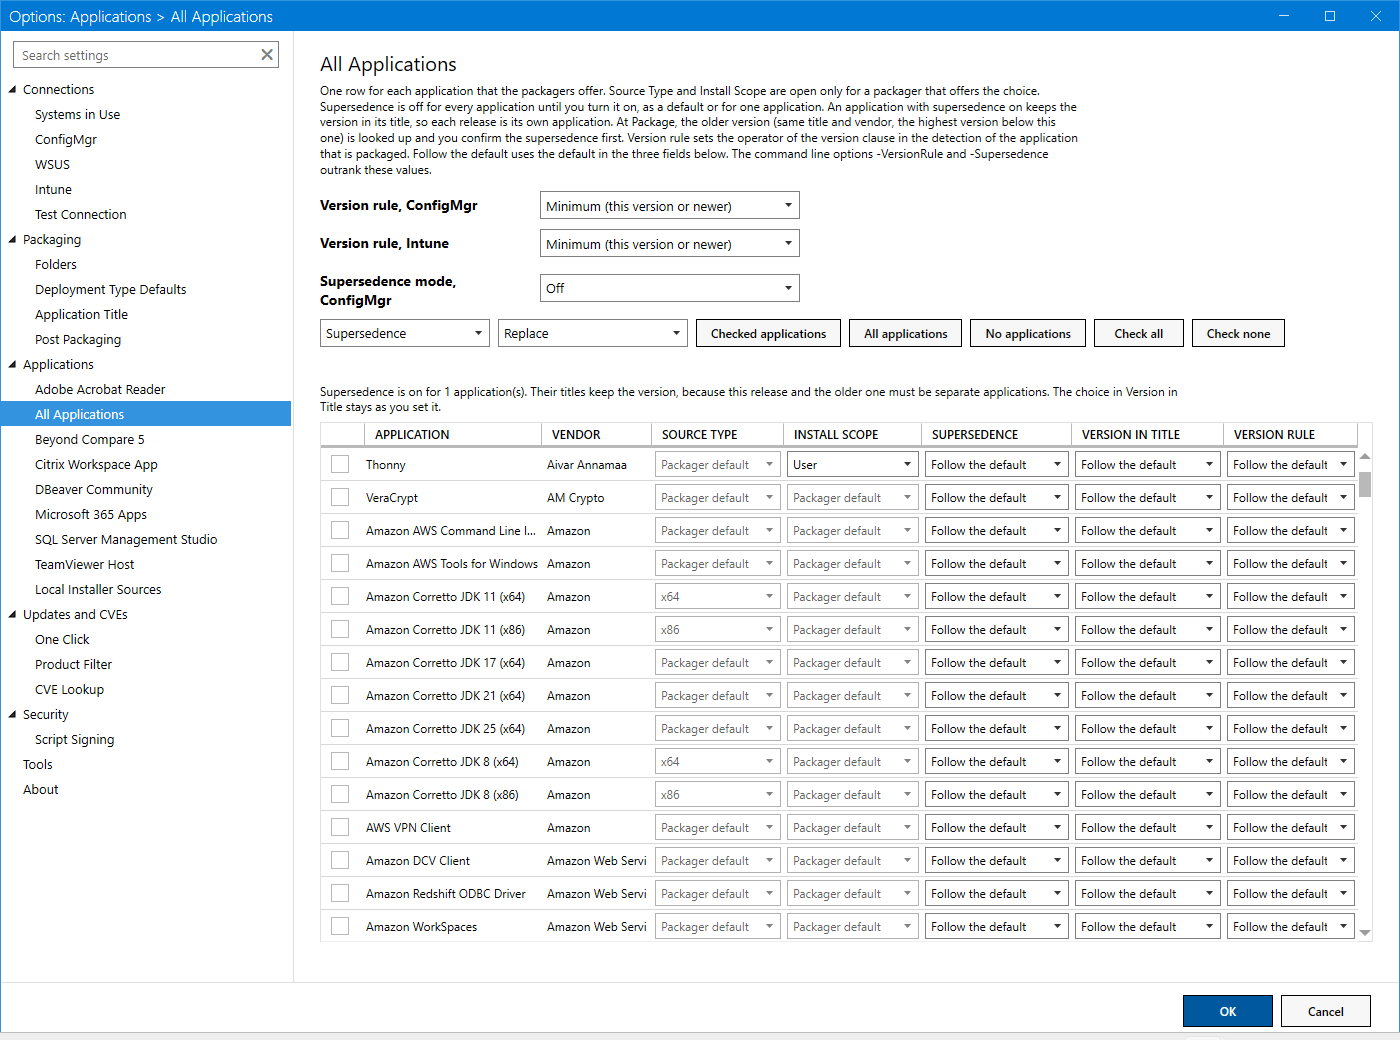 Options: Applications > All Applications
Search settings
Connections
Systems in Use
ConfigMgr
WSUS
Intune
Test Connection
Packaging
Folders
Deployment Type Defaults
Application Title
Post Packaging
Applications
Adobe Acrobat Reader
All Applications
Beyond Compare 5
Citrix Workspace App
DBeaver Community
Microsoft 365 Apps
SQL Server Management Studio
TeamViewer Host
Local Installer Sources
Updates and CVEs
One Click
Product Filter
CVE Lookup
Security
Script Signing
Tools
About
All Applications
One row for each application that the packagers offer. Source Type and Install Scope are open only for a packager that offers the choice.
Supersedence is off for every application until you turn it on, as a default or for one application. An application with supersedence on keeps the
version in its title, so each release is its own application. At Package, the older version (same title and vendor, the highest version below this
one) is looked up and you confirm the supersedence first. Version rule sets the operator of the version clause in the detection of the application
that is packaged. Follow the default uses the default in the three fields below. The command line options -VersionRule and -Supersedence
outrank these values.
Version rule, ConfigMgr Minimum (this version or newer)
Version rule, Intune Minimum (this version or newer)
Supersedence mode,
ConfigMgr Off
Supersedence Replace Checked applications All applications No applications Check all Check none
Supersedence is on for 1 application(s). Their titles keep the version, because this release and the older one must be separate applications. The choice in Version in
Title stays as you set it.
APPLICATION VENDOR SOURCE TYPE INSTALL SCOPE SUPERSEDENCE VERSION IN TITLE VERSION RULE
Thonny Aivar Annamaa Packager default User Follow the default Follow the default Follow the default
VeraCrypt AM Crypto Packager default Packager default Follow the default Follow the default Follow the default
Amazon AWS Command Line I... Amazon Packager default Packager default Follow the default Follow the default Follow the default
Amazon AWS Tools for Windows Amazon Packager default Packager default Follow the default Follow the default Follow the default
Amazon Corretto JDK 11 (x64) Amazon x64 Packager default Follow the default Follow the default Follow the default
Amazon Corretto JDK 11 (x86) Amazon x86 Packager default Follow the default Follow the default Follow the default
Amazon Corretto JDK 17 (x64) Amazon Packager default Packager default Follow the default Follow the default Follow the default
Amazon Corretto JDK 21 (x64) Amazon Packager default Packager default Follow the default Follow the default Follow the default
Amazon Corretto JDK 25 (x64) Amazon Packager default Packager default Follow the default Follow the default Follow the default
Amazon Corretto JDK 8 (x64) Amazon x64 Packager default Follow the default Follow the default Follow the default
Amazon Corretto JDK 8 (x86) Amazon x86 Packager default Follow the default Follow the default Follow the default
AWS VPN Client Amazon Packager default Packager default Follow the default Follow the default Follow the default
Amazon DCV Client Amazon Web Servi Packager default Packager default Follow the default Follow the default Follow the default
Amazon Redshift ODBC Driver Amazon Web Servi Packager default Packager default Follow the default Follow the default Follow the default
Amazon WorkSpaces Amazon Web Servi Packager default Packager default Follow the default Follow the default Follow the default
OK Cancel